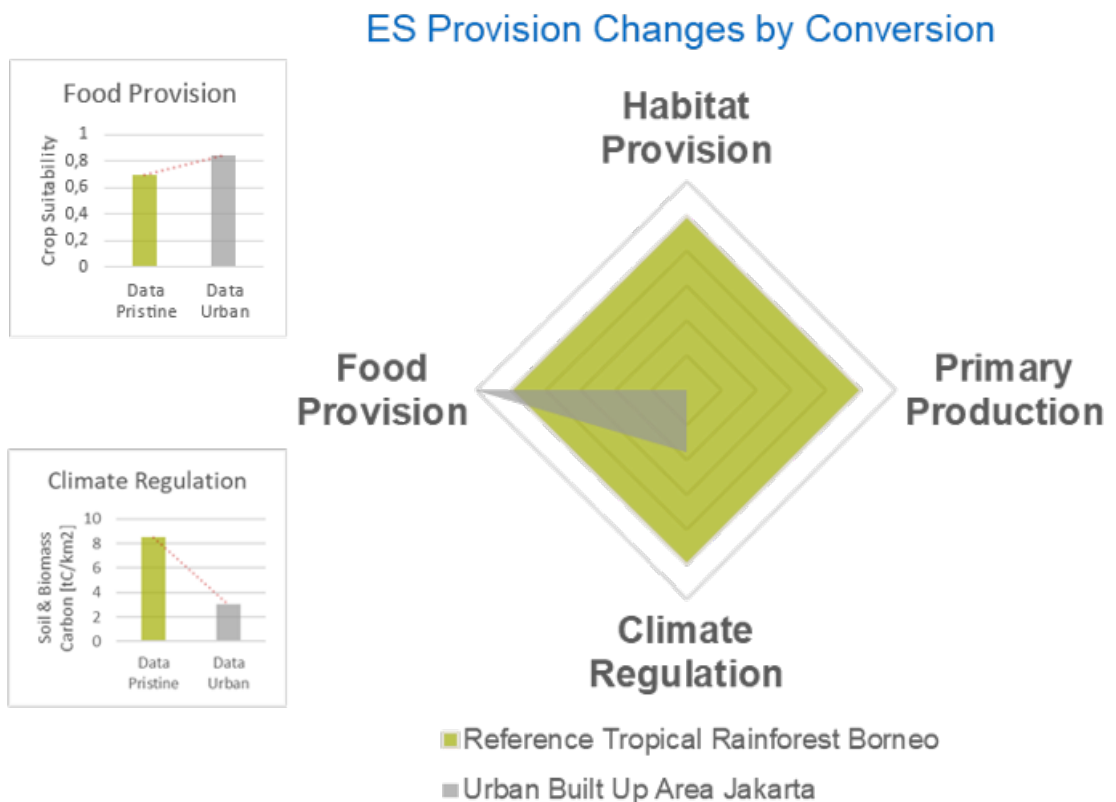 ES Provision Changes by Conversion
Food Provision
Crop Suitability
1
0,8
0,6
0,4
0,2
0
Data
Pristine
Data
Urban
Climate Regulation
Soil & Biomass
Carbon [tC/km2]
10
8
6
4
2
0
Data
Pristine
Data
Urban
Habitat
Provision
Food
Provision
Primary
Production
Climate
Regulation
Reference Tropical Rainforest Borneo
Urban Built Up Area Jakarta